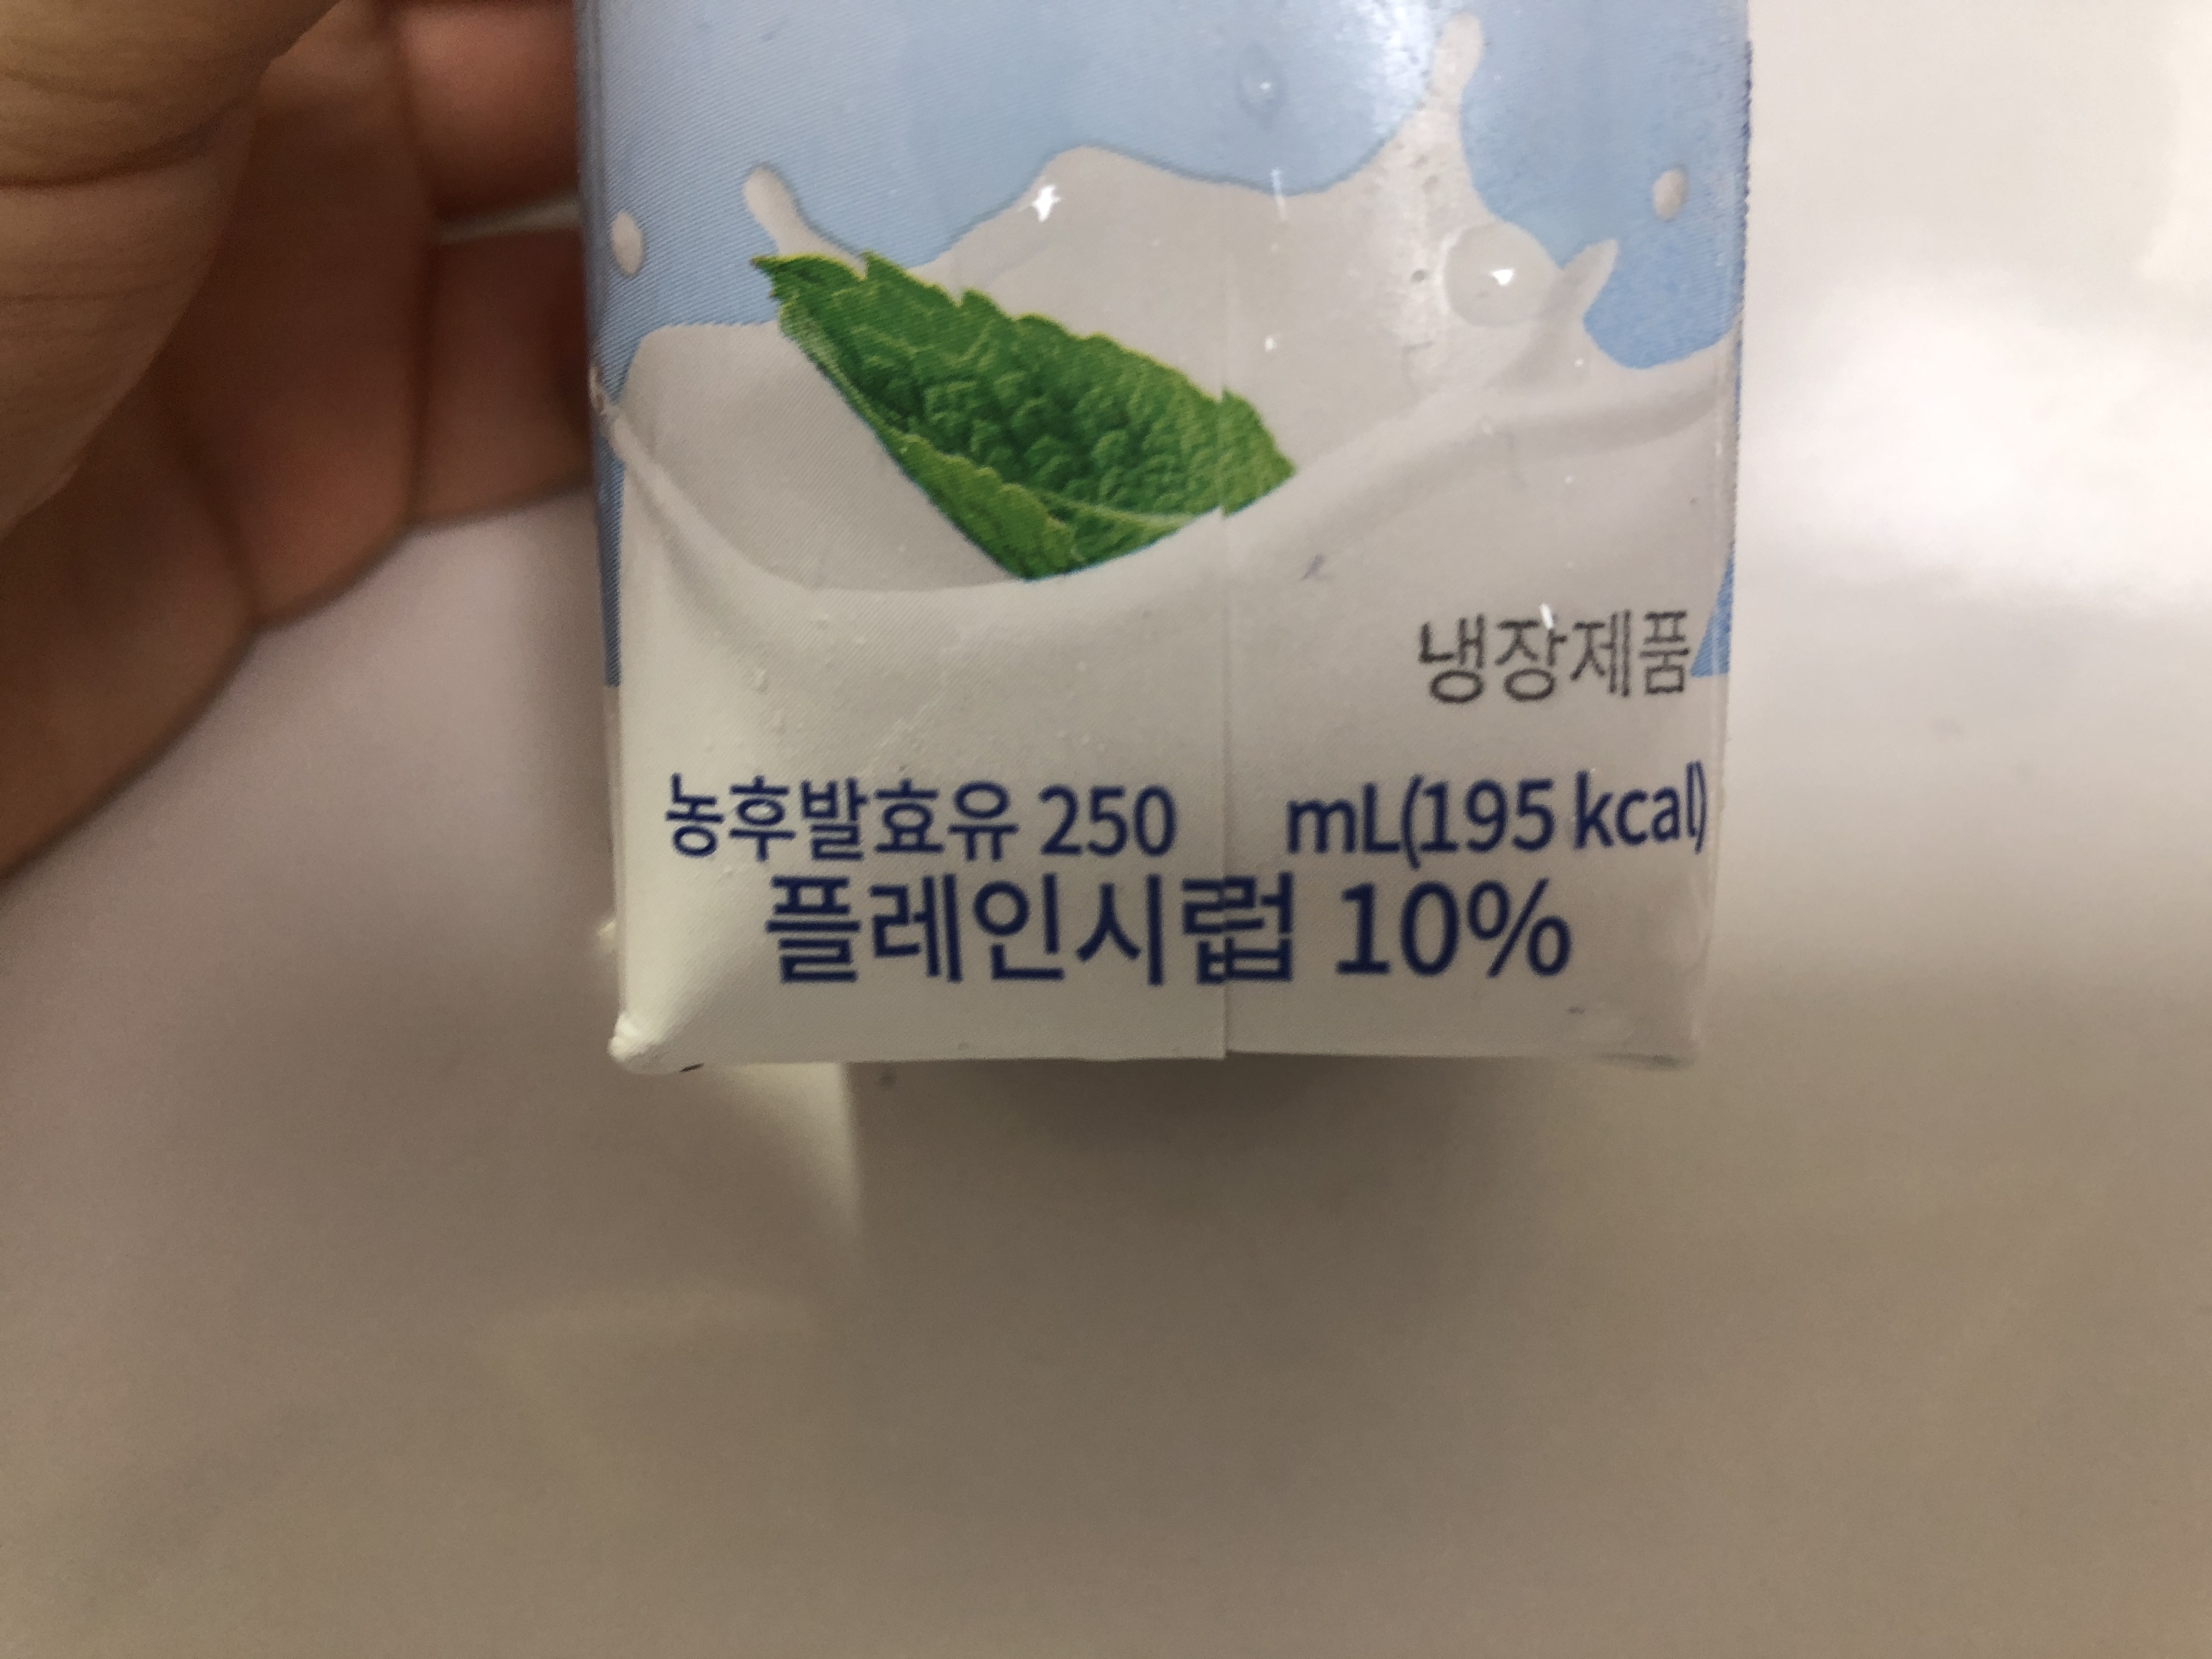 냉장제품
농후발효유 250 mL(195 kcal)
플레인시럽 10%